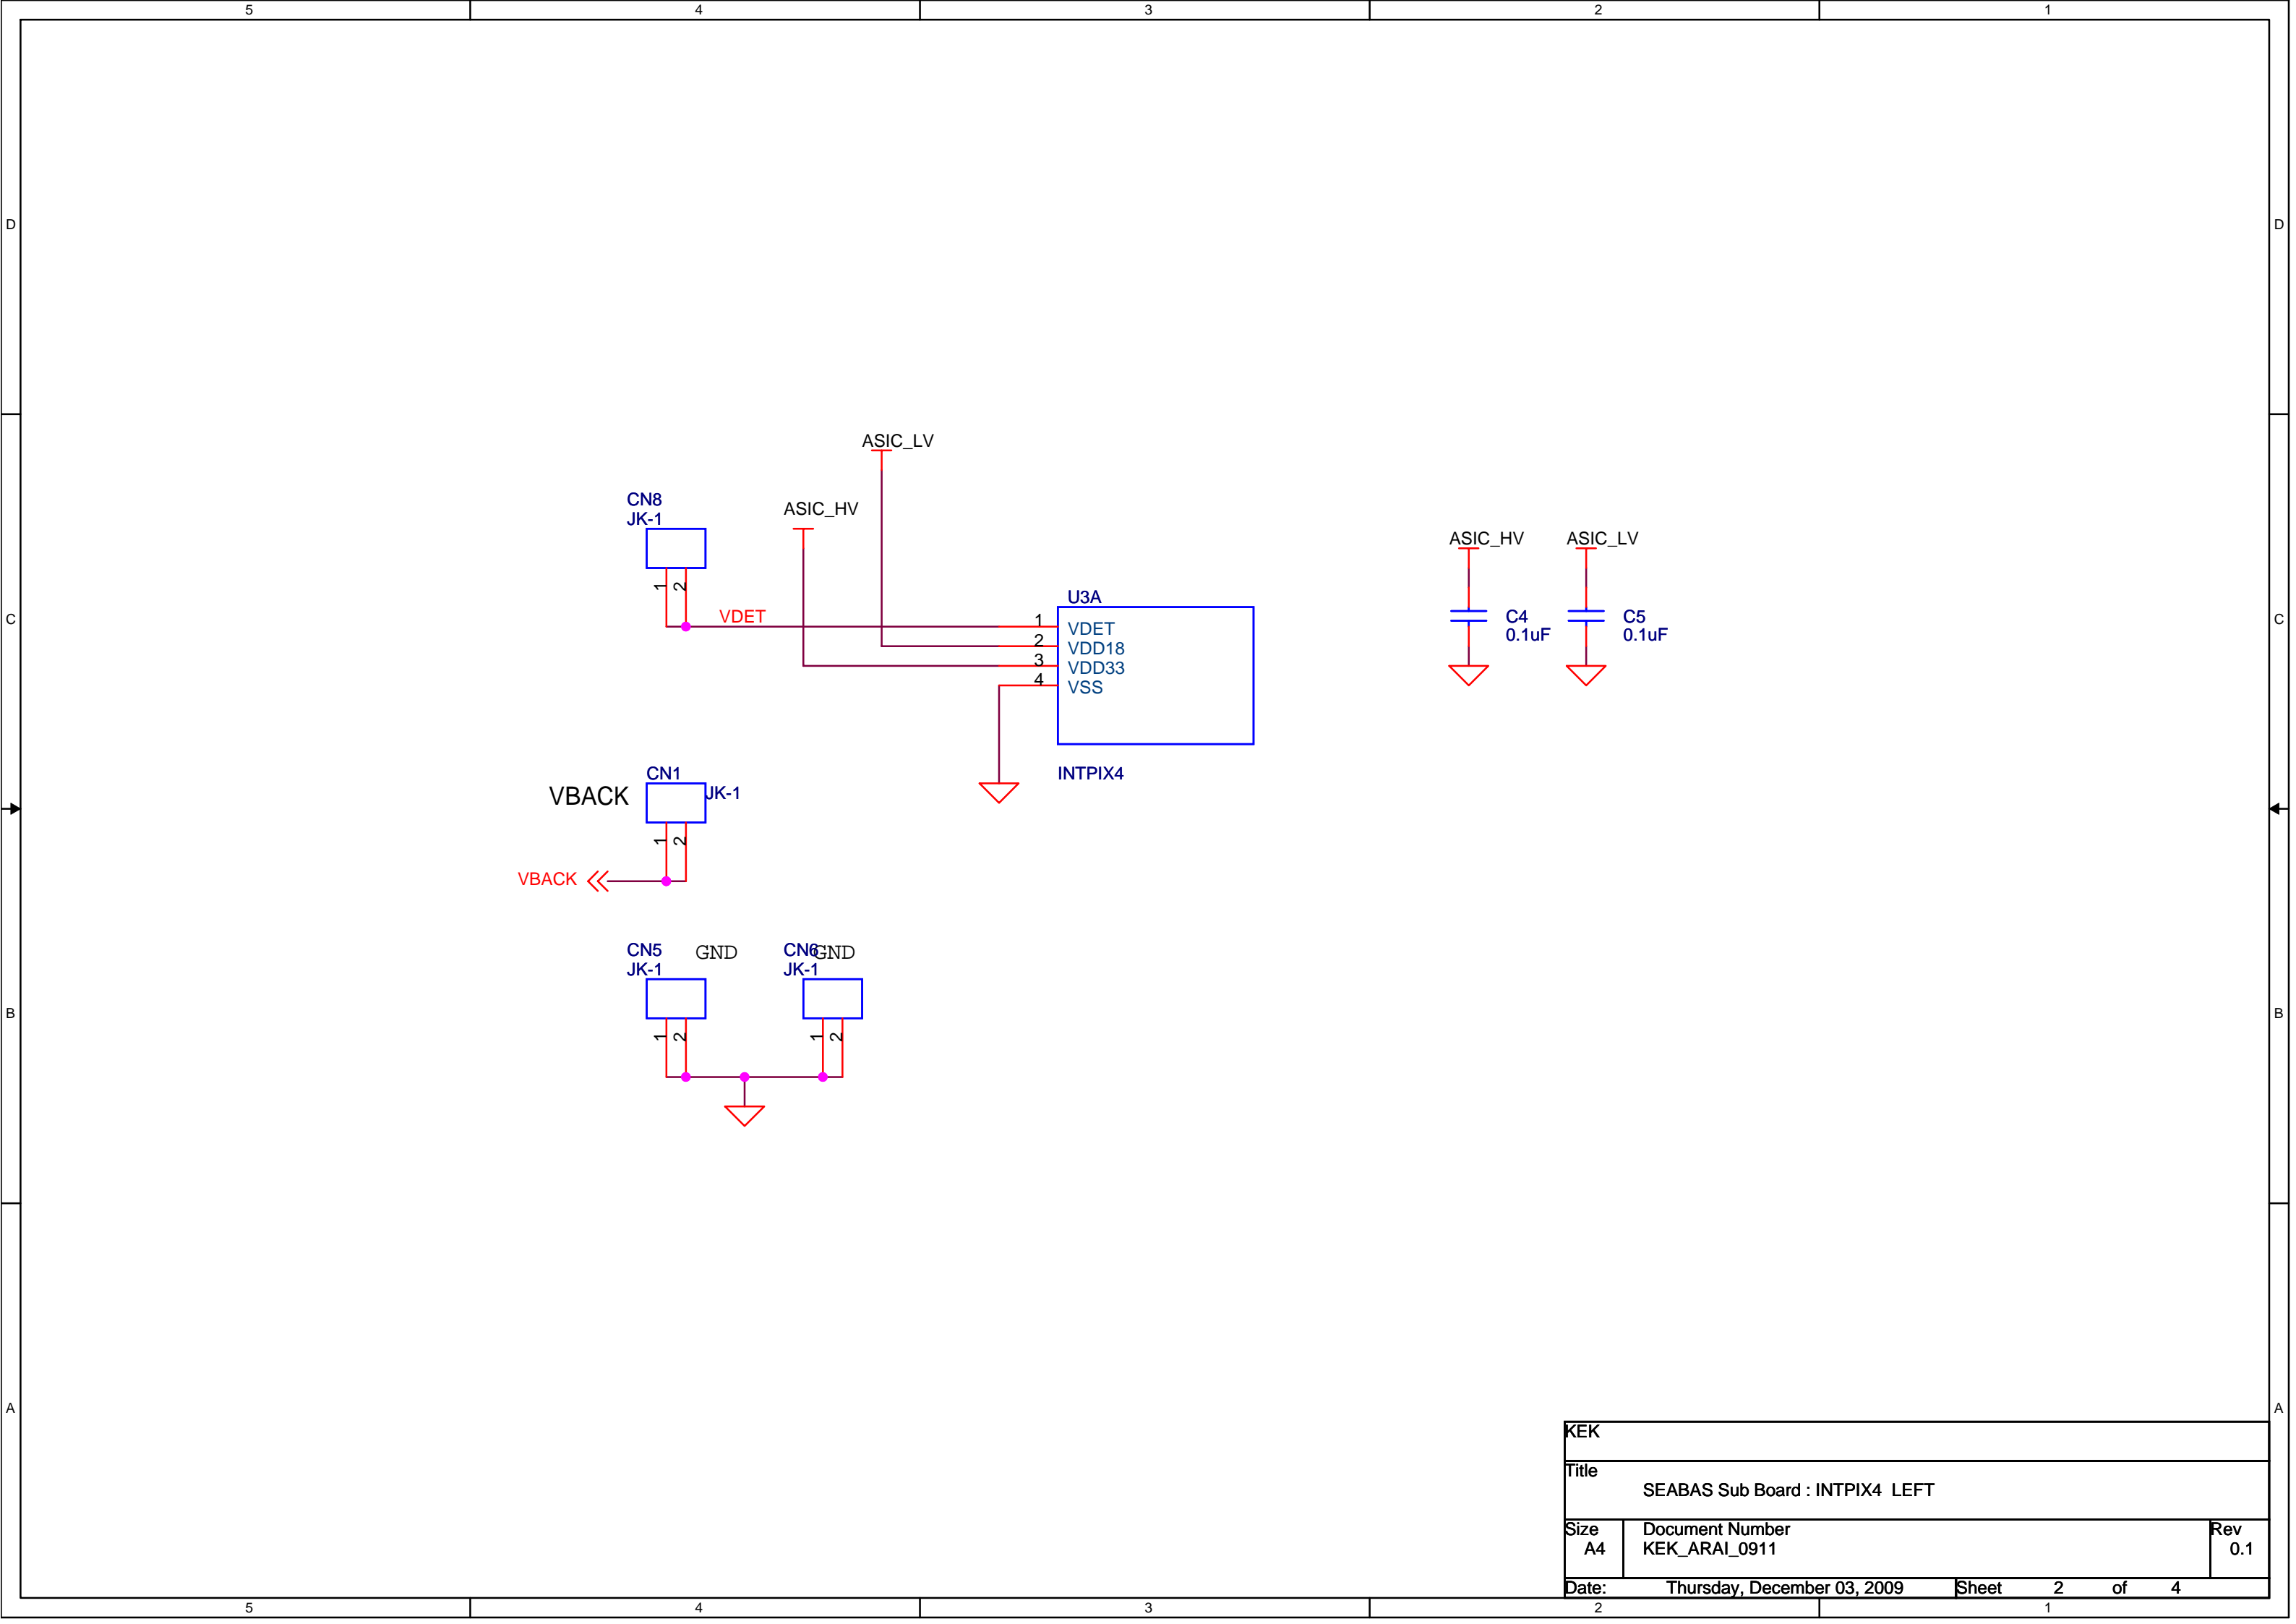 5 4 3 2 1
D D
ASIC_LV
CN8
JK-1
ASIC_HV
ASIC_HV ASIC_LV
1 2
U3A
C C
VDET
1 VDET
2 VDD18
3 VDD33
4 VSS
C4
0.1uF
C5
0.1uF
CN1
INTPIX4
VBACK
JK-1
1 2
VBACK
CN5
JK-1
GND
CN6
JK-1
GND
B B
1 2
1 2
A A
KEK
Title
SEABAS Sub Board : INTPIX4 LEFT
Size
A4
Document Number
KEK_ARAI_0911
Rev
0.1
Date: Thursday, December 03, 2009 Sheet 2 of 4
5 4 3 2 1